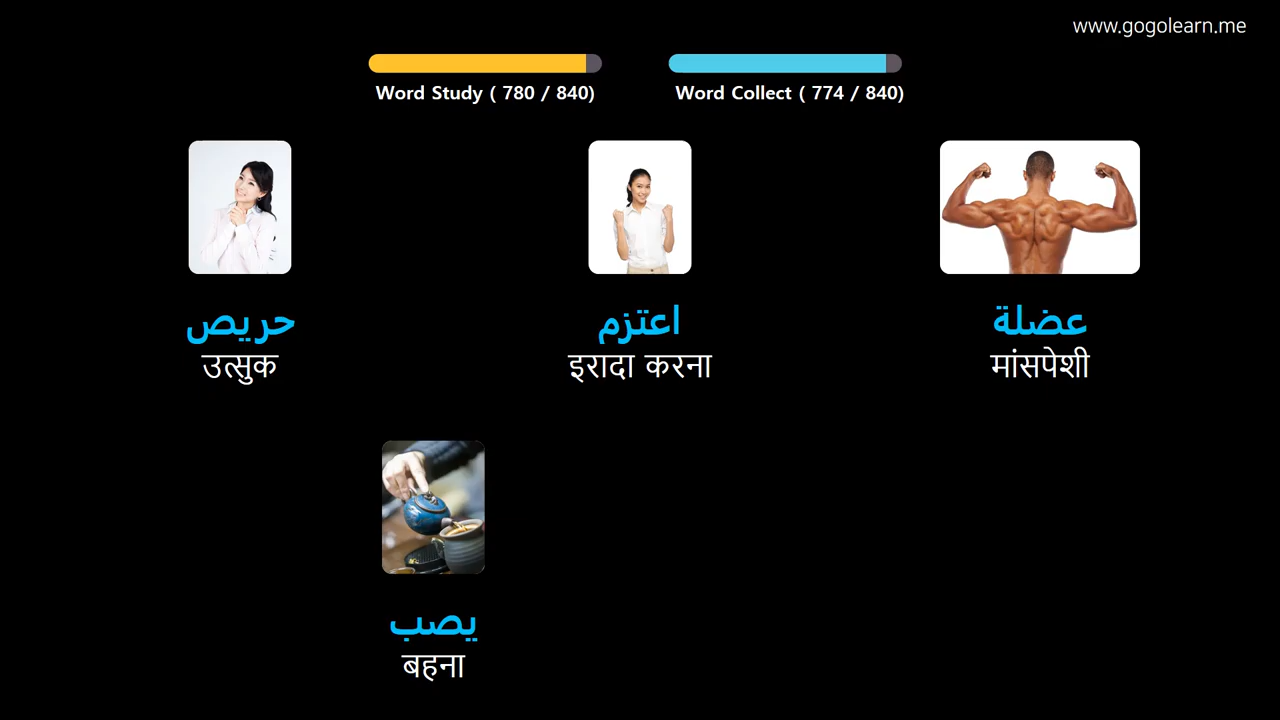 www.gogolearn.me
Word Study ( 780 / 840)
Word Collect ( 774 / 840)
حريص
उत्सुक
اعتزم
इरादा करना
عضلة
मांसपेशी
يصب
बहना